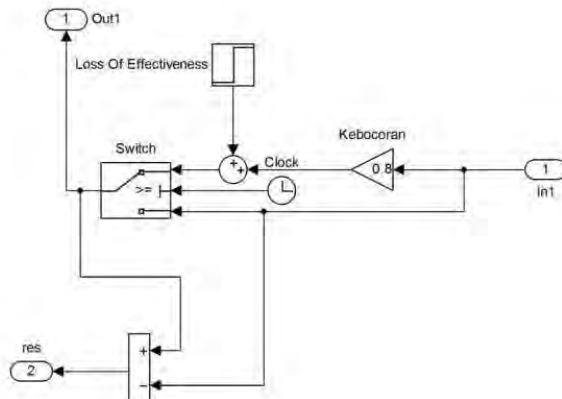 1
Out1
Loss Of Effectiveness
Kebocoran
Switch
+
+
Clock
0.8
1
In1
>=
res
+
2
−